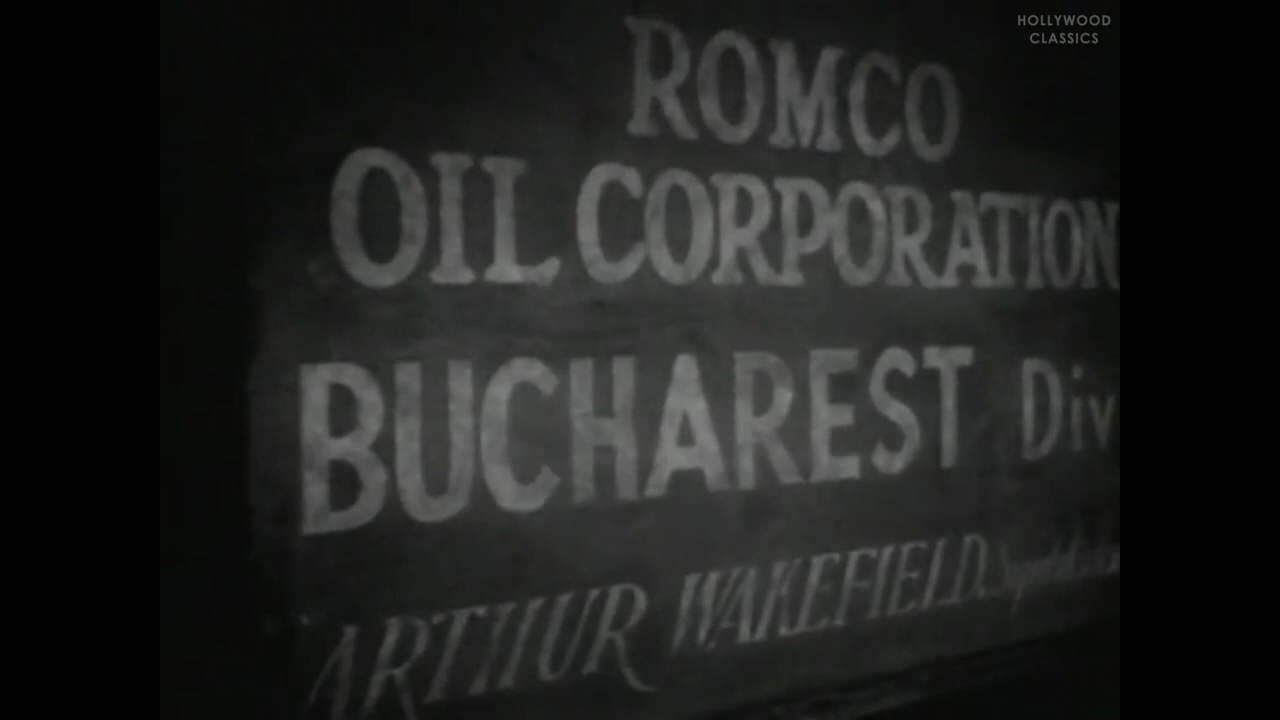 HOLLYWOOD
CLASSICS
ROMCO
OIL CORPORATION
BUCHAREST Div
ARTHUR WAKEFIELD.